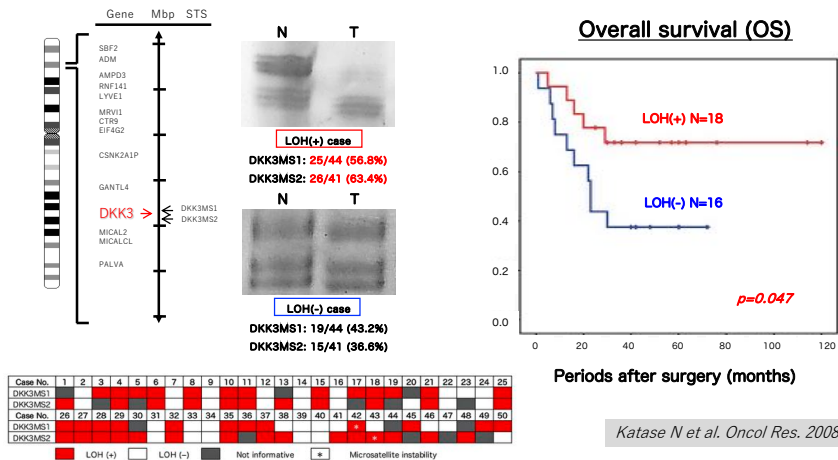 Gene Mbp STS
SBF2
ADM
AMPD3
RNF141
LYVE1
MRVI1
CTR9
EIF4G2
CSNK2A1P
GANTL4
DKK3
DKK3MS1
DKK3MS2
MICAL2
MICALCL
PALVA
N T
LOH(+) case
DKK3MS1: 25/44 (56.8%)
DKK3MS2: 26/41 (63.4%)
N T
LOH(-) case
DKK3MS1: 19/44 (43.2%)
DKK3MS2: 15/41 (36.6%)
Overall survival (OS)
1.0
0.8
0.6
0.4
0.2
0.0
LOH(+) N=18
LOH(-) N=16
p=0.047
0 20 40 60 80 100 120
Periods after surgery (months)
Case No. 1 2 3 4 5 6 7 8 9 10 11 12 13 14 15 16 17 18 19 20 21 22 23 24 25
DKK3MS1
DKK3MS2
Case No. 26 27 28 29 30 31 32 33 34 35 36 37 38 39 40 41 42 43 44 45 46 47 48 49 50
DKK3MS1 *
DKK3MS2 *
LOH (+) LOH (−) Not informative * Microsatellite instability
Katase N et al. Oncol Res. 2008